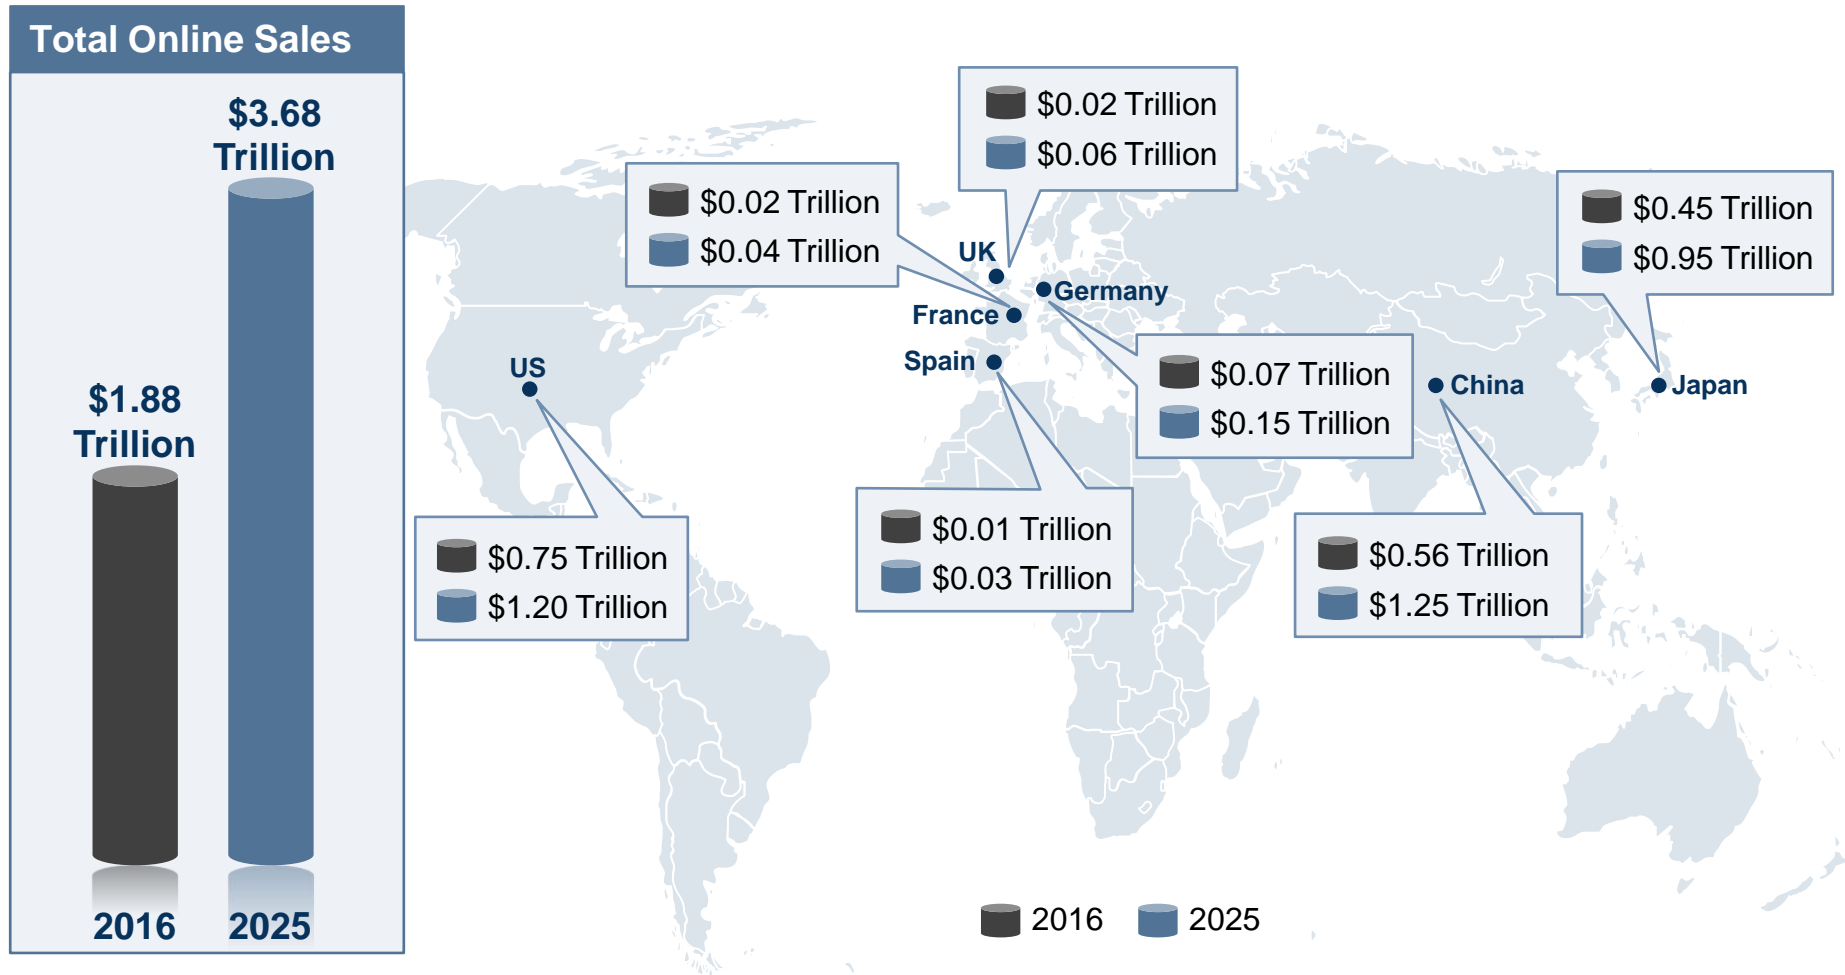 Total Online Sales
$3.68
Trillion
$1.88
Trillion
2016
2025
$0.02 Trillion
$0.06 Trillion
$0.02 Trillion
$0.04 Trillion
$0.45 Trillion
$0.95 Trillion
UK
Germany
France
Spain
US
$0.07 Trillion
$0.15 Trillion
China
Japan
$0.75 Trillion
$1.20 Trillion
$0.01 Trillion
$0.03 Trillion
$0.56 Trillion
$1.25 Trillion
2016
2025